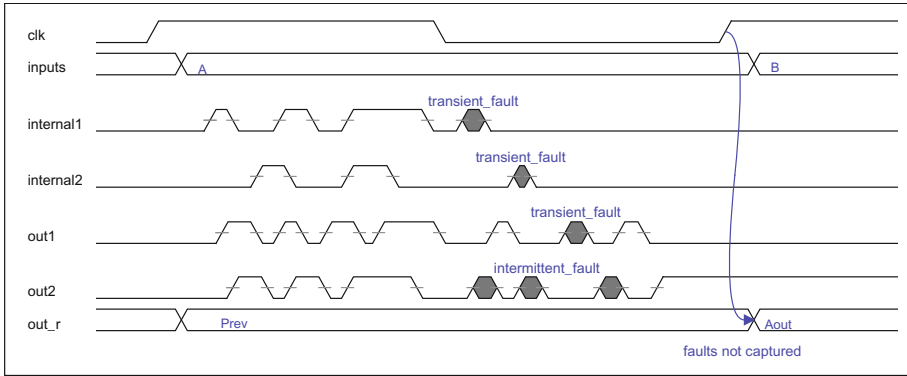 clk
inputs
A
B
transient_fault
internal1
transient_fault
internal2
transient_fault
out1
intermittent_fault
out2
out_r
Prev
Aout
faults not captured